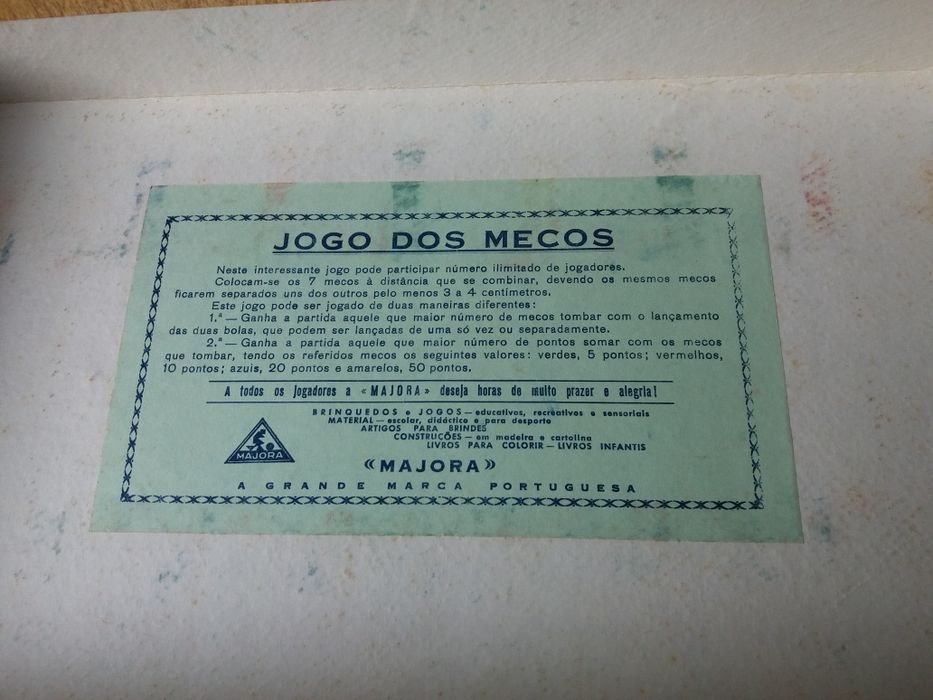 JOGO DOS MECOS
Neste interessante jogo pode participar número ilimitado de jogadores.
Colocam-se os 7 mecos à distância que se combinar, devendo os mesmos mecos
ficarem separados uns dos outros pelo menos 3 a 4 centímetros.
Este jogo pode ser jogado de duas maneiras diferentes:
1.ª — Ganha a partida aquele que maior número de mecos tombar com o lançamento
das duas bolas, que podem ser lançadas de uma só vez ou separadamente.
2.ª — Ganha a partida aquele que maior número de pontos somar com os mecos
que tombar, tendo os referidos mecos os seguintes valores: verdes, 5 pontos; vermelhos,
10 pontos; azuis, 20 pontos e amarelos, 50 pontos.
A todos os jogadores a «MAJORA» deseja horas de muito prazer e alegria!
BRINQUEDOS e JOGOS — educativos, recreativos e sensoriais
MATERIAL — escolar, didáctico e para desporto
ARTIGOS PARA BRINDES
CONSTRUÇÕES — em madeira e cartolina
LIVROS PARA COLORIR — LIVROS INFANTIS
MAJORA
«MAJORA»
A GRANDE MARCA PORTUGUESA